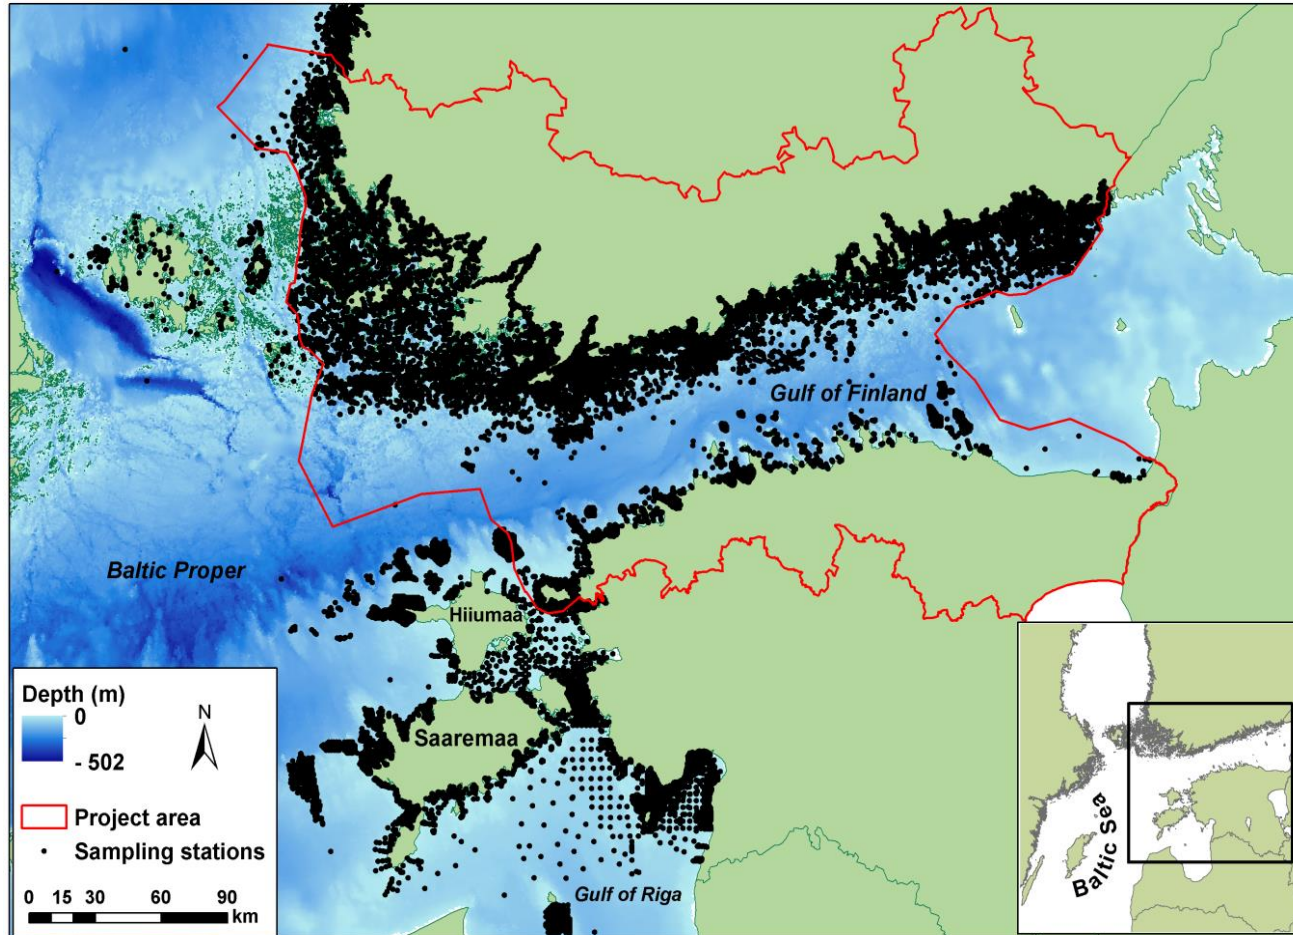 Gulf of Finland
Baltic Proper
Hiiumaa
Saaremaa
Gulf of Riga
Depth (m)
0
- 502
N
Project area
Sampling stations
0 15 30 60 90
km
Baltic Sea